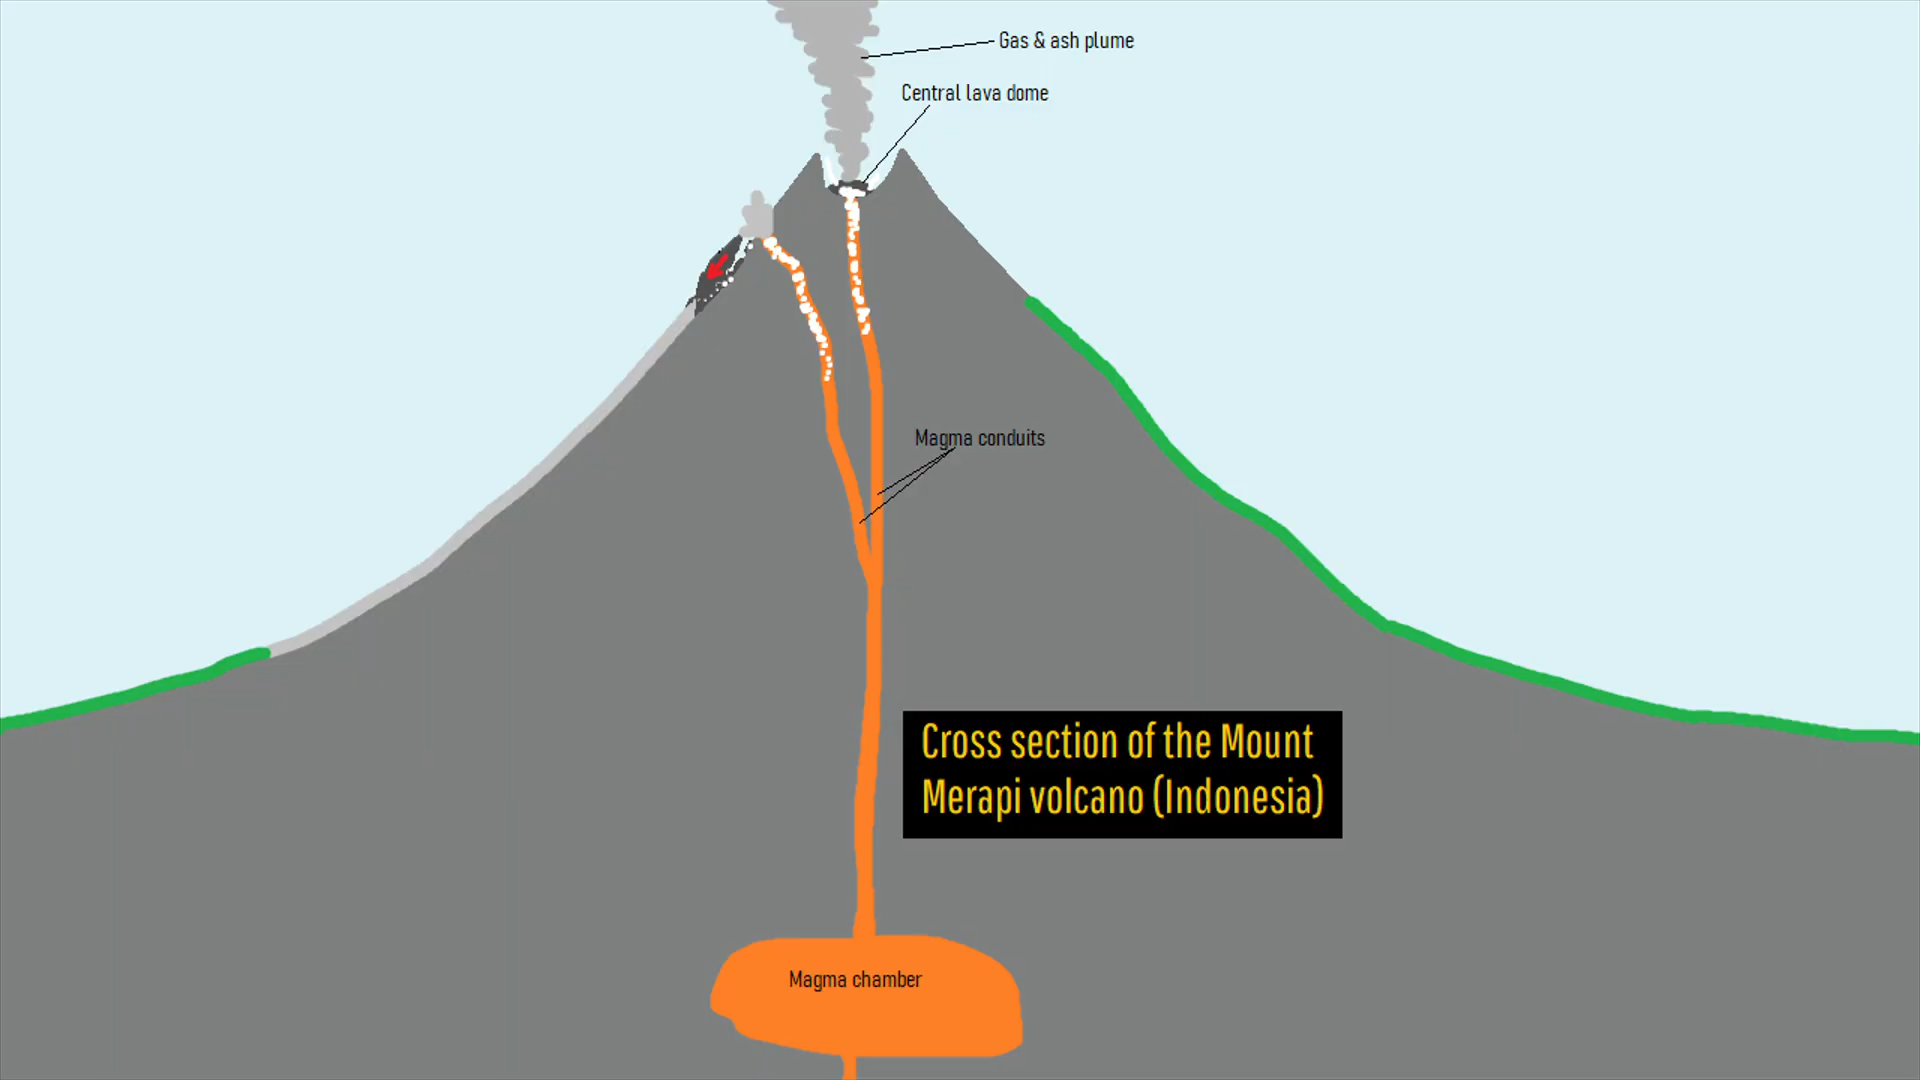 Gas & ash plume
Central lava dome
Magma conduits
Cross section of the Mount
Merapi volcano (Indonesia)
Magma chamber